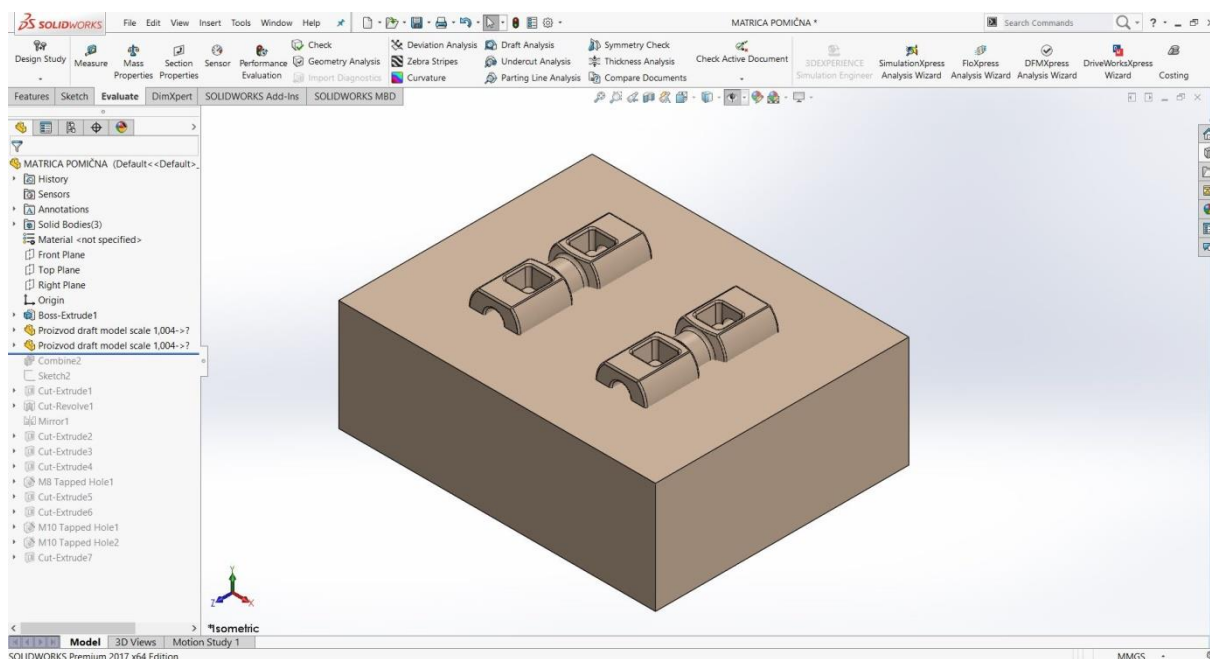 SOLIDWORKS File Edit View Insert Tools Window Help MATRICA POMIČNA * Search Commands
Design Study Measure Mass Properties Section Properties Sensor Performance Evaluation
Check
Geometry Analysis
Import Diagnostics
Deviation Analysis
Zebra Stripes
Curvature
Draft Analysis
Undercut Analysis
Parting Line Analysis
Symmetry Check
Thickness Analysis
Compare Documents
Check Active Document
3DEXPERIENCE Simulation Engineer
SimulationXpress Analysis Wizard
FloXpress Analysis Wizard
DFMXpress Analysis Wizard
DriveWorksXpress Wizard
Costing
Features Sketch Evaluate DimXpert SOLIDWORKS Add-Ins SOLIDWORKS MBD
MATRICA POMIČNA (Default<<Default>_
History
Sensors
Annotations
Solid Bodies(3)
Material <not specified>
Front Plane
Top Plane
Right Plane
Origin
Boss-Extrude1
Proizvod draft model scale 1,004->?
Proizvod draft model scale 1,004->?
Combine2
Sketch2
Cut-Extrude1
Cut-Revolve1
Mirror1
Cut-Extrude2
Cut-Extrude3
Cut-Extrude4
M8 Tapped Hole1
Cut-Extrude5
Cut-Extrude6
M10 Tapped Hole1
M10 Tapped Hole2
Cut-Extrude7
Y
Z X
*Isometric
Model 3D Views Motion Study 1
SOLIDWORKS Premium 2017 x64 Edition MMGS